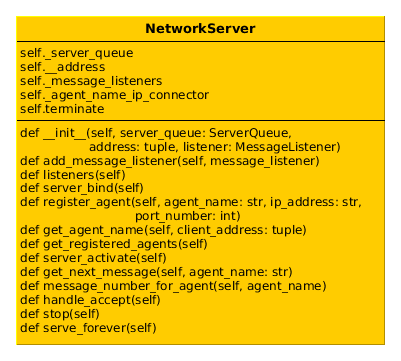 NetworkServer
self._server_queue
self.__address
self._message_listeners
self._agent_name_ip_connector
self.terminate
def __init__(self, server_queue: ServerQueue,
address: tuple, listener: MessageListener)
def add_message_listener(self, message_listener)
def listeners(self)
def server_bind(self)
def register_agent(self, agent_name: str, ip_address: str,
port_number: int)
def get_agent_name(self, client_address: tuple)
def get_registered_agents(self)
def server_activate(self)
def get_next_message(self, agent_name: str)
def message_number_for_agent(self, agent_name)
def handle_accept(self)
def stop(self)
def serve_forever(self)